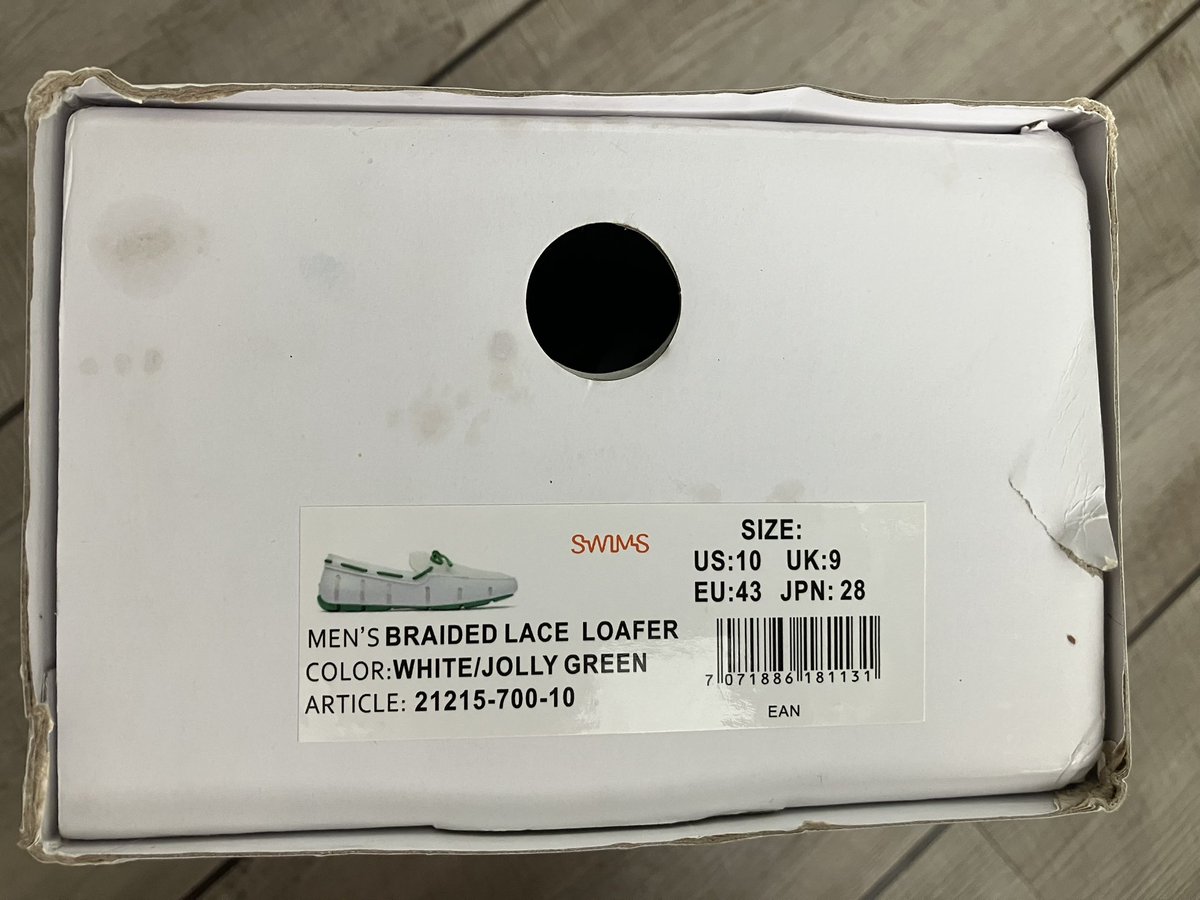 SWIMS
SIZE:
US:10 UK:9
EU:43 JPN: 28
MEN'S BRAIDED LACE LOAFER
COLOR:WHITE/JOLLY GREEN
ARTICLE: 21215-700-10
7 071886 181131
EAN